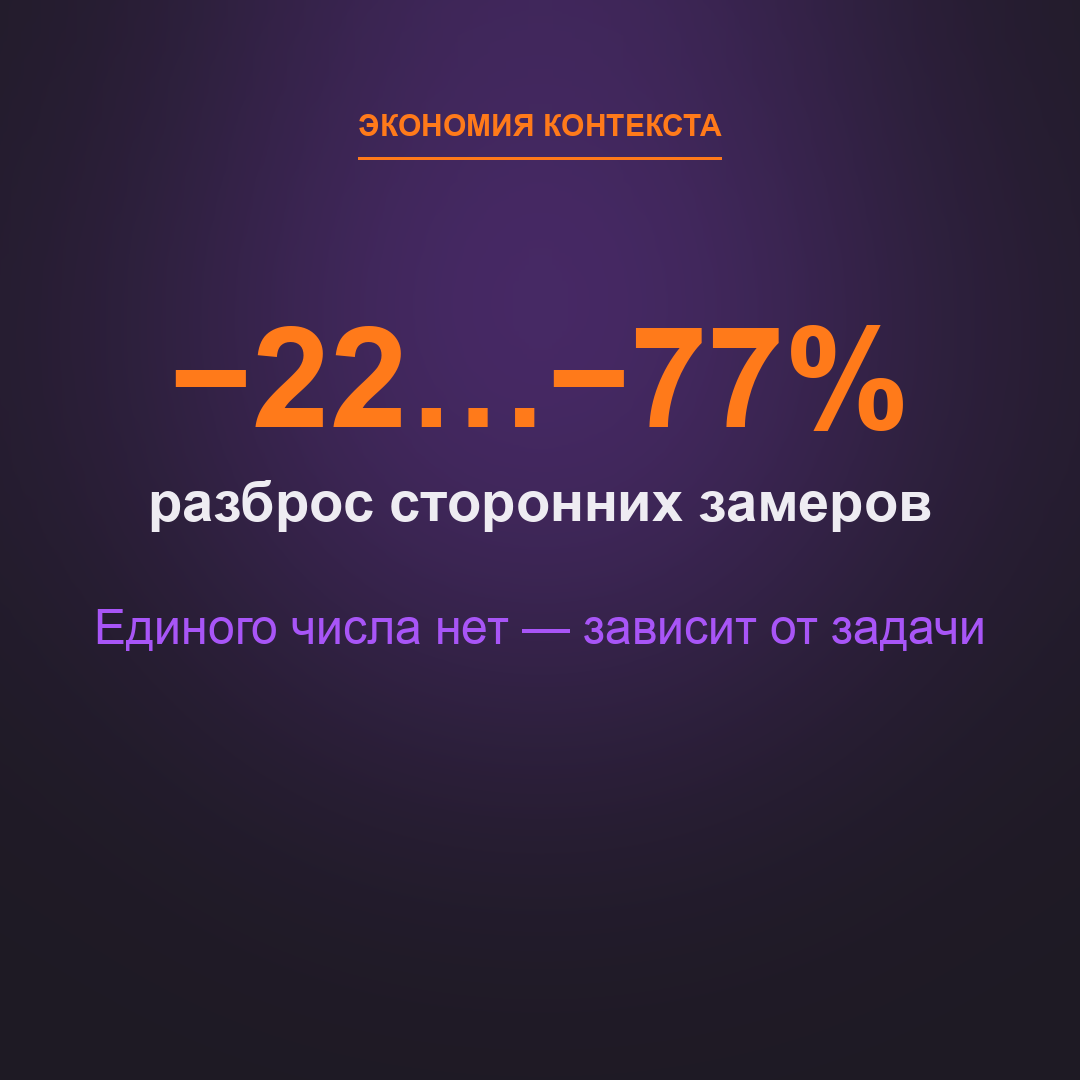 ЭКОНОМИЯ КОНТЕКСТА
−22…−77%
разброс сторонних замеров
Единого числа нет — зависит от задачи